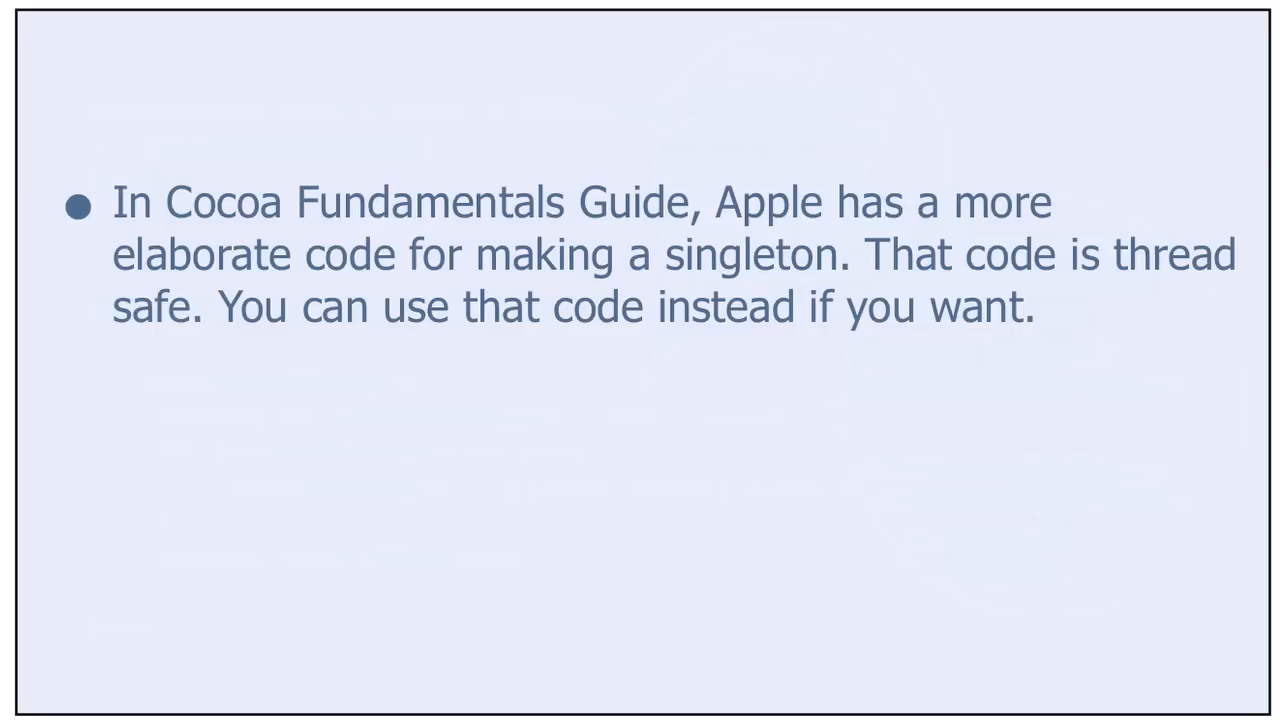 ● In Cocoa Fundamentals Guide, Apple has a more
elaborate code for making a singleton. That code is thread
safe. You can use that code instead if you want.